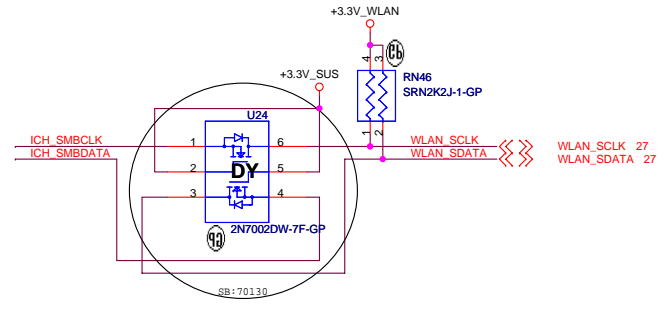 +3.3V_WLAN
4 3
RN46
SRN2K2J-1-GP
+3.3V_SUS
U24
1 2
ICH_SMBCLK 1 6 WLAN_SCLK WLAN_SCLK 27
ICH_SMBDATA 2 5 WLAN_SDATA WLAN_SDATA 27
DY
3 4
2N7002DW-7F-GP
SB:70130